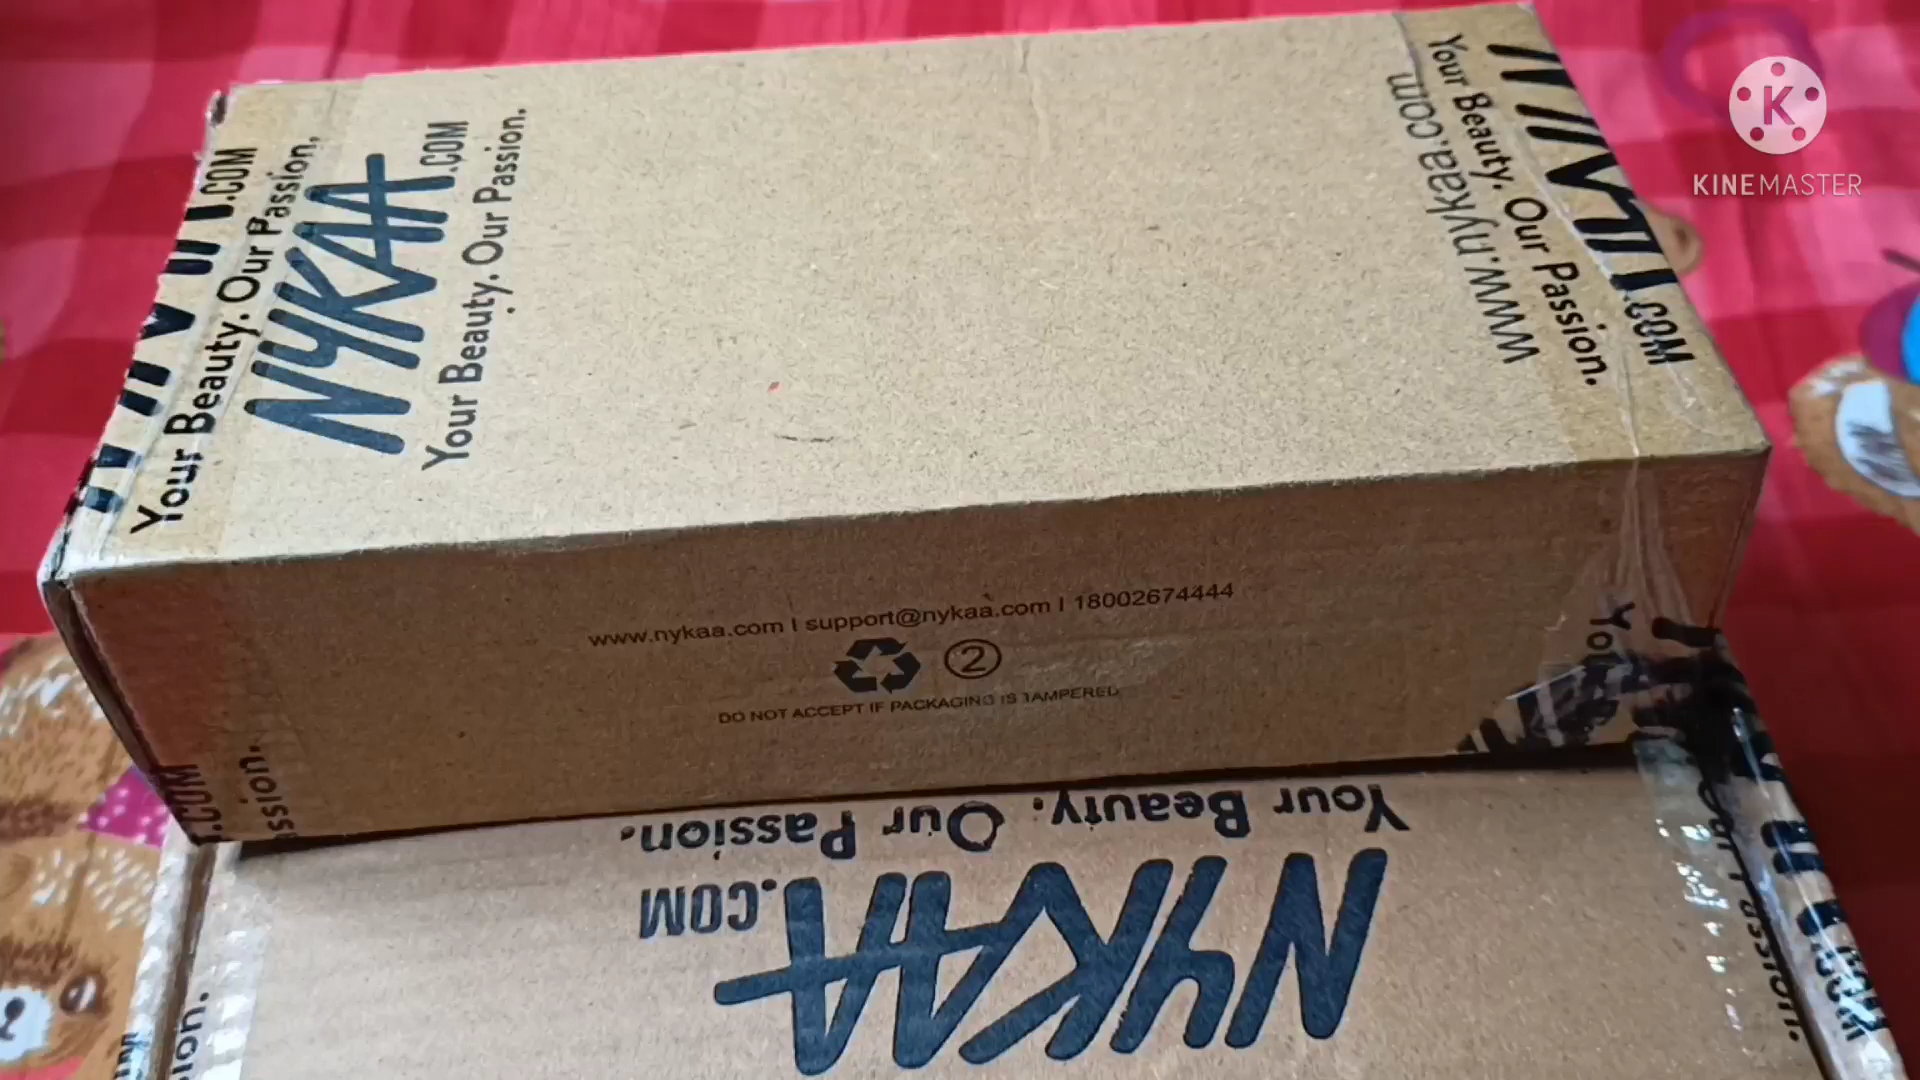 KINEMASTER
.COM
Your Beauty. Our Passion.
NYKAA.COM
Your Beauty. Our Passion.
www.nykaa.com
Your Beauty. Our Passion.
.COM
www.nykaa.com | support@nykaa.com | 18002674444
2
DO NOT ACCEPT IF PACKAGING IS TAMPERED
.COM
ssion.
Your Beauty. Our Passion.
NYKAA.COM